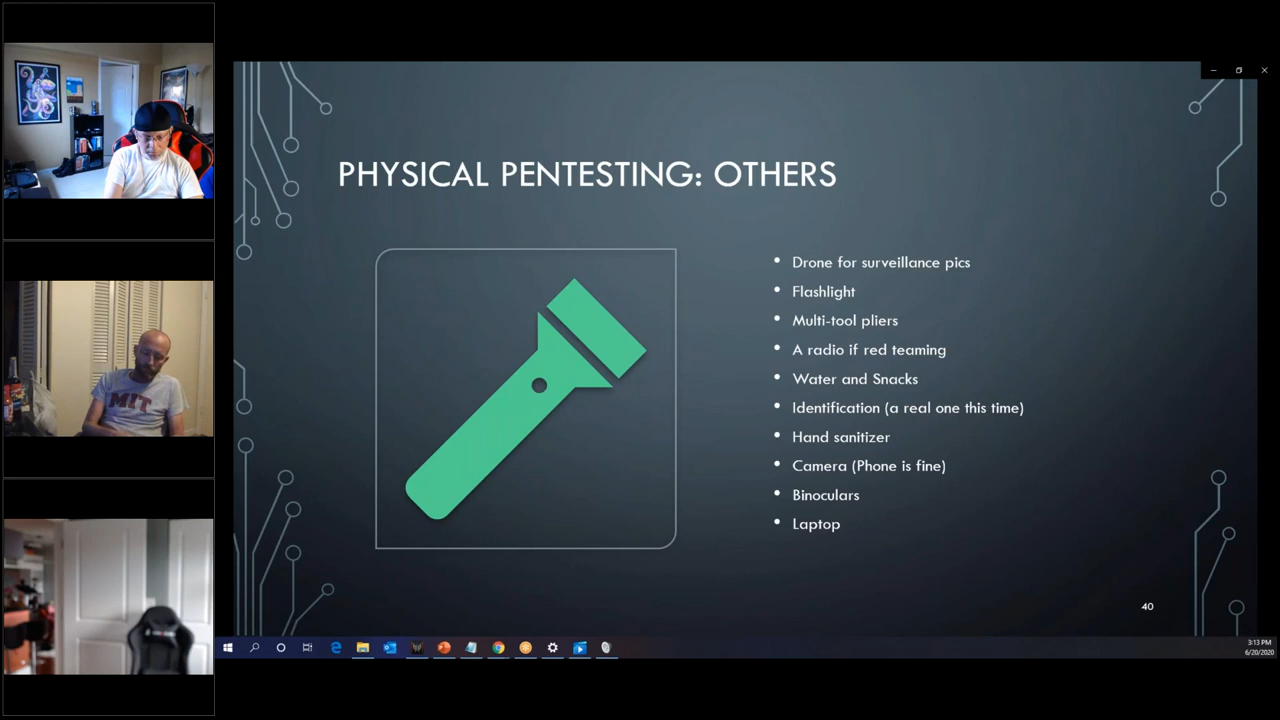 PHYSICAL PENTESTING: OTHERS
• Drone for surveillance pics
• Flashlight
• Multi-tool pliers
• A radio if red teaming
• Water and Snacks
• Identification (a real one this time)
• Hand sanitizer
• Camera (Phone is fine)
• Binoculars
• Laptop
40
MIT
3:13 PM
6/20/2020